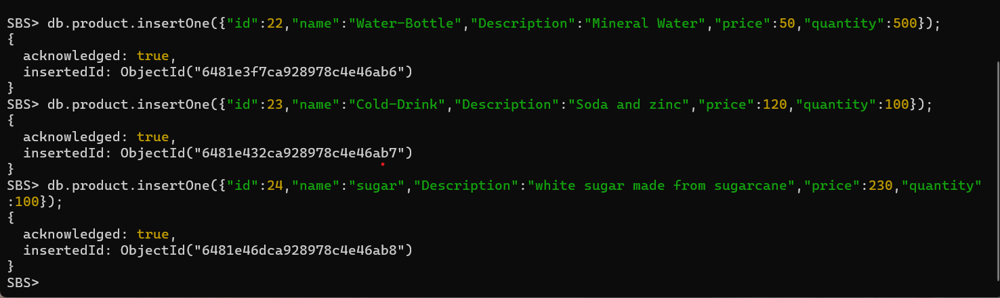 SBS> db.product.insertOne({"id":22,"name":"Water-Bottle","Description":"Mineral Water","price":50,"quantity":500});
{
  acknowledged: true,
  insertedId: ObjectId("6481e3f7ca928978c4e46ab6")
}
SBS> db.product.insertOne({"id":23,"name":"Cold-Drink","Description":"Soda and zinc","price":120,"quantity":100});
{
  acknowledged: true,
  insertedId: ObjectId("6481e432ca928978c4e46ab7")
}
SBS> db.product.insertOne({"id":24,"name":"sugar","Description":"white sugar made from sugarcane","price":230,"quantity"
:100});
{
  acknowledged: true,
  insertedId: ObjectId("6481e46dca928978c4e46ab8")
}
SBS>